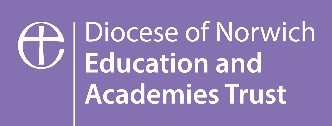 Diocese of Norwich
Education and
Academies Trust